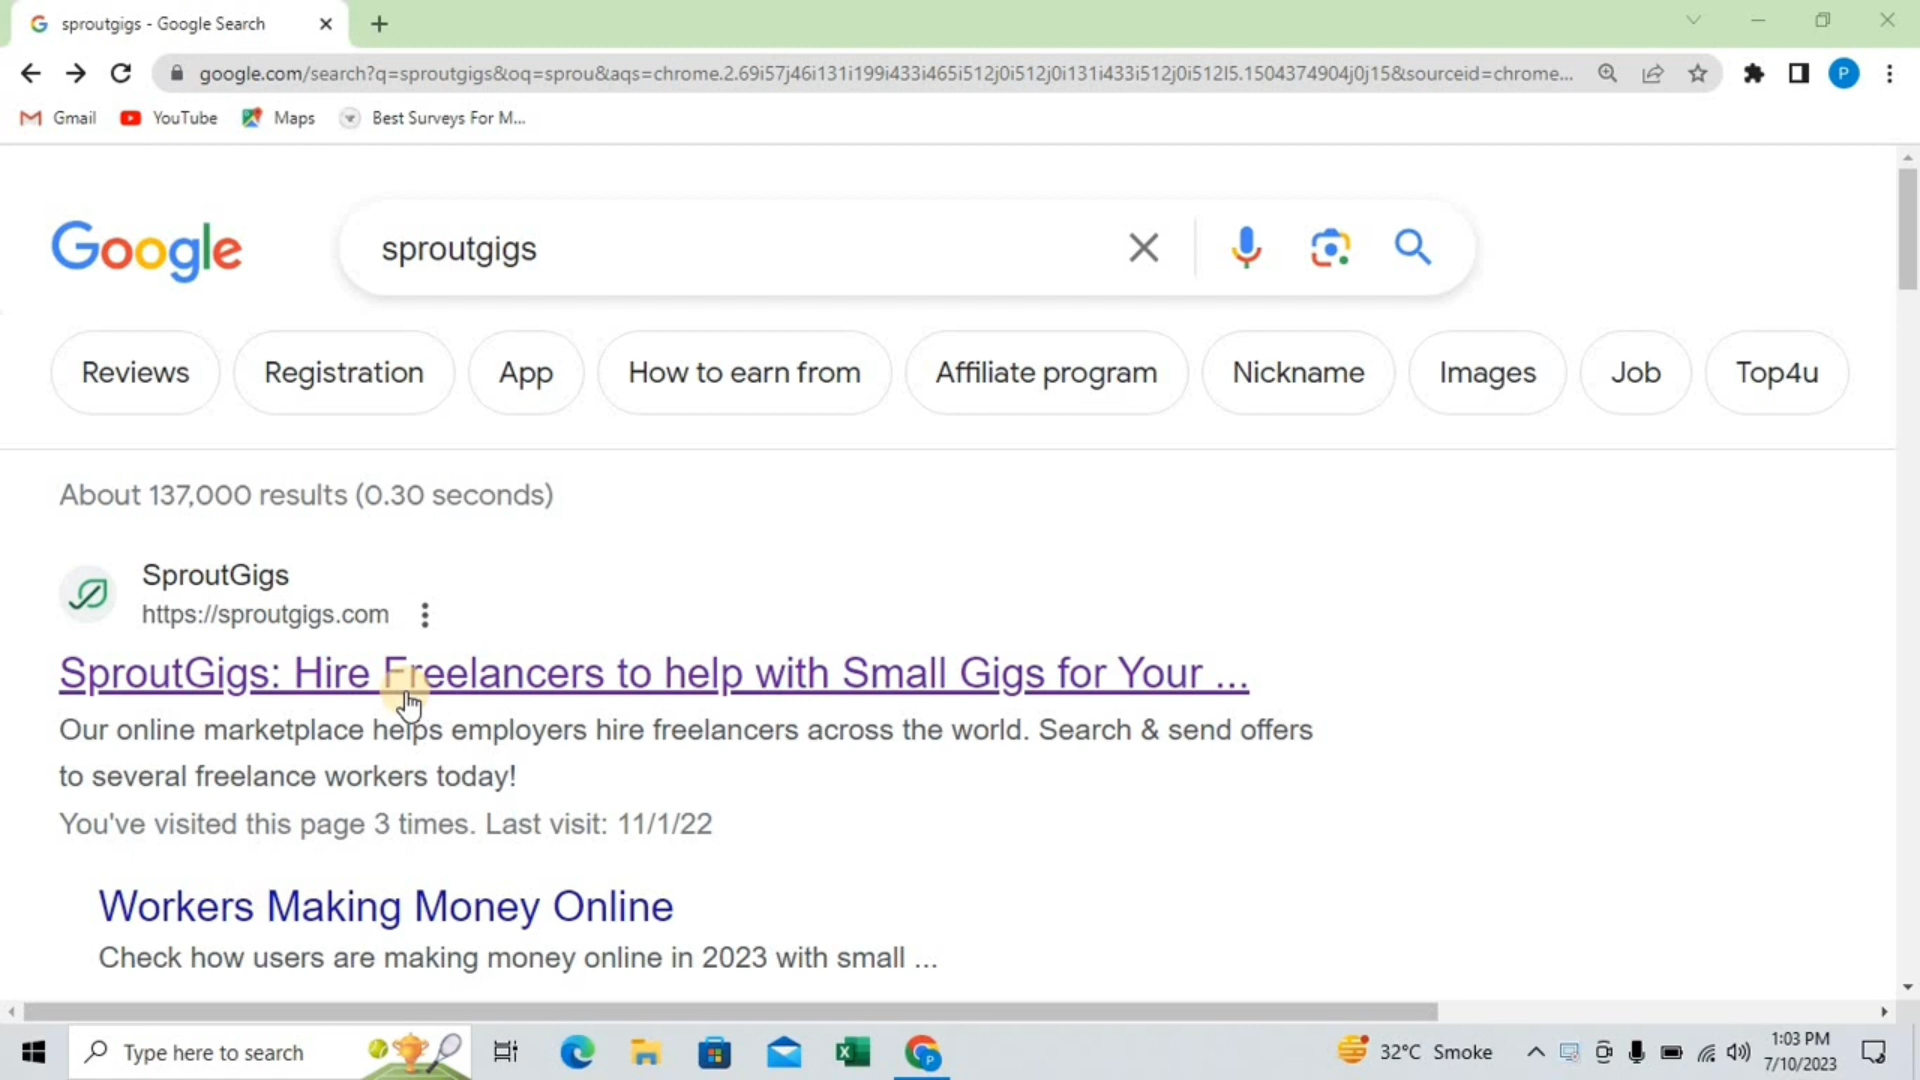 sproutgigs - Google Search
google.com/search?q=sproutgigs&oq=sprou&aqs=chrome.2.69i57j46i131i199i433i465i512j0i512j0i131i433i512j0i512l5.1504374904j0j15&sourceid=chrome...
P
Gmail YouTube Maps Best Surveys For M...
Google sproutgigs
Reviews Registration App How to earn from Affiliate program Nickname Images Job Top4u
About 137,000 results (0.30 seconds)
SproutGigs
https://sproutgigs.com
SproutGigs: Hire Freelancers to help with Small Gigs for Your ...
Our online marketplace helps employers hire freelancers across the world. Search & send offers
to several freelance workers today!
You've visited this page 3 times. Last visit: 11/1/22
Workers Making Money Online
Check how users are making money online in 2023 with small ...
Type here to search
P
32°C Smoke
1:03 PM
7/10/2023